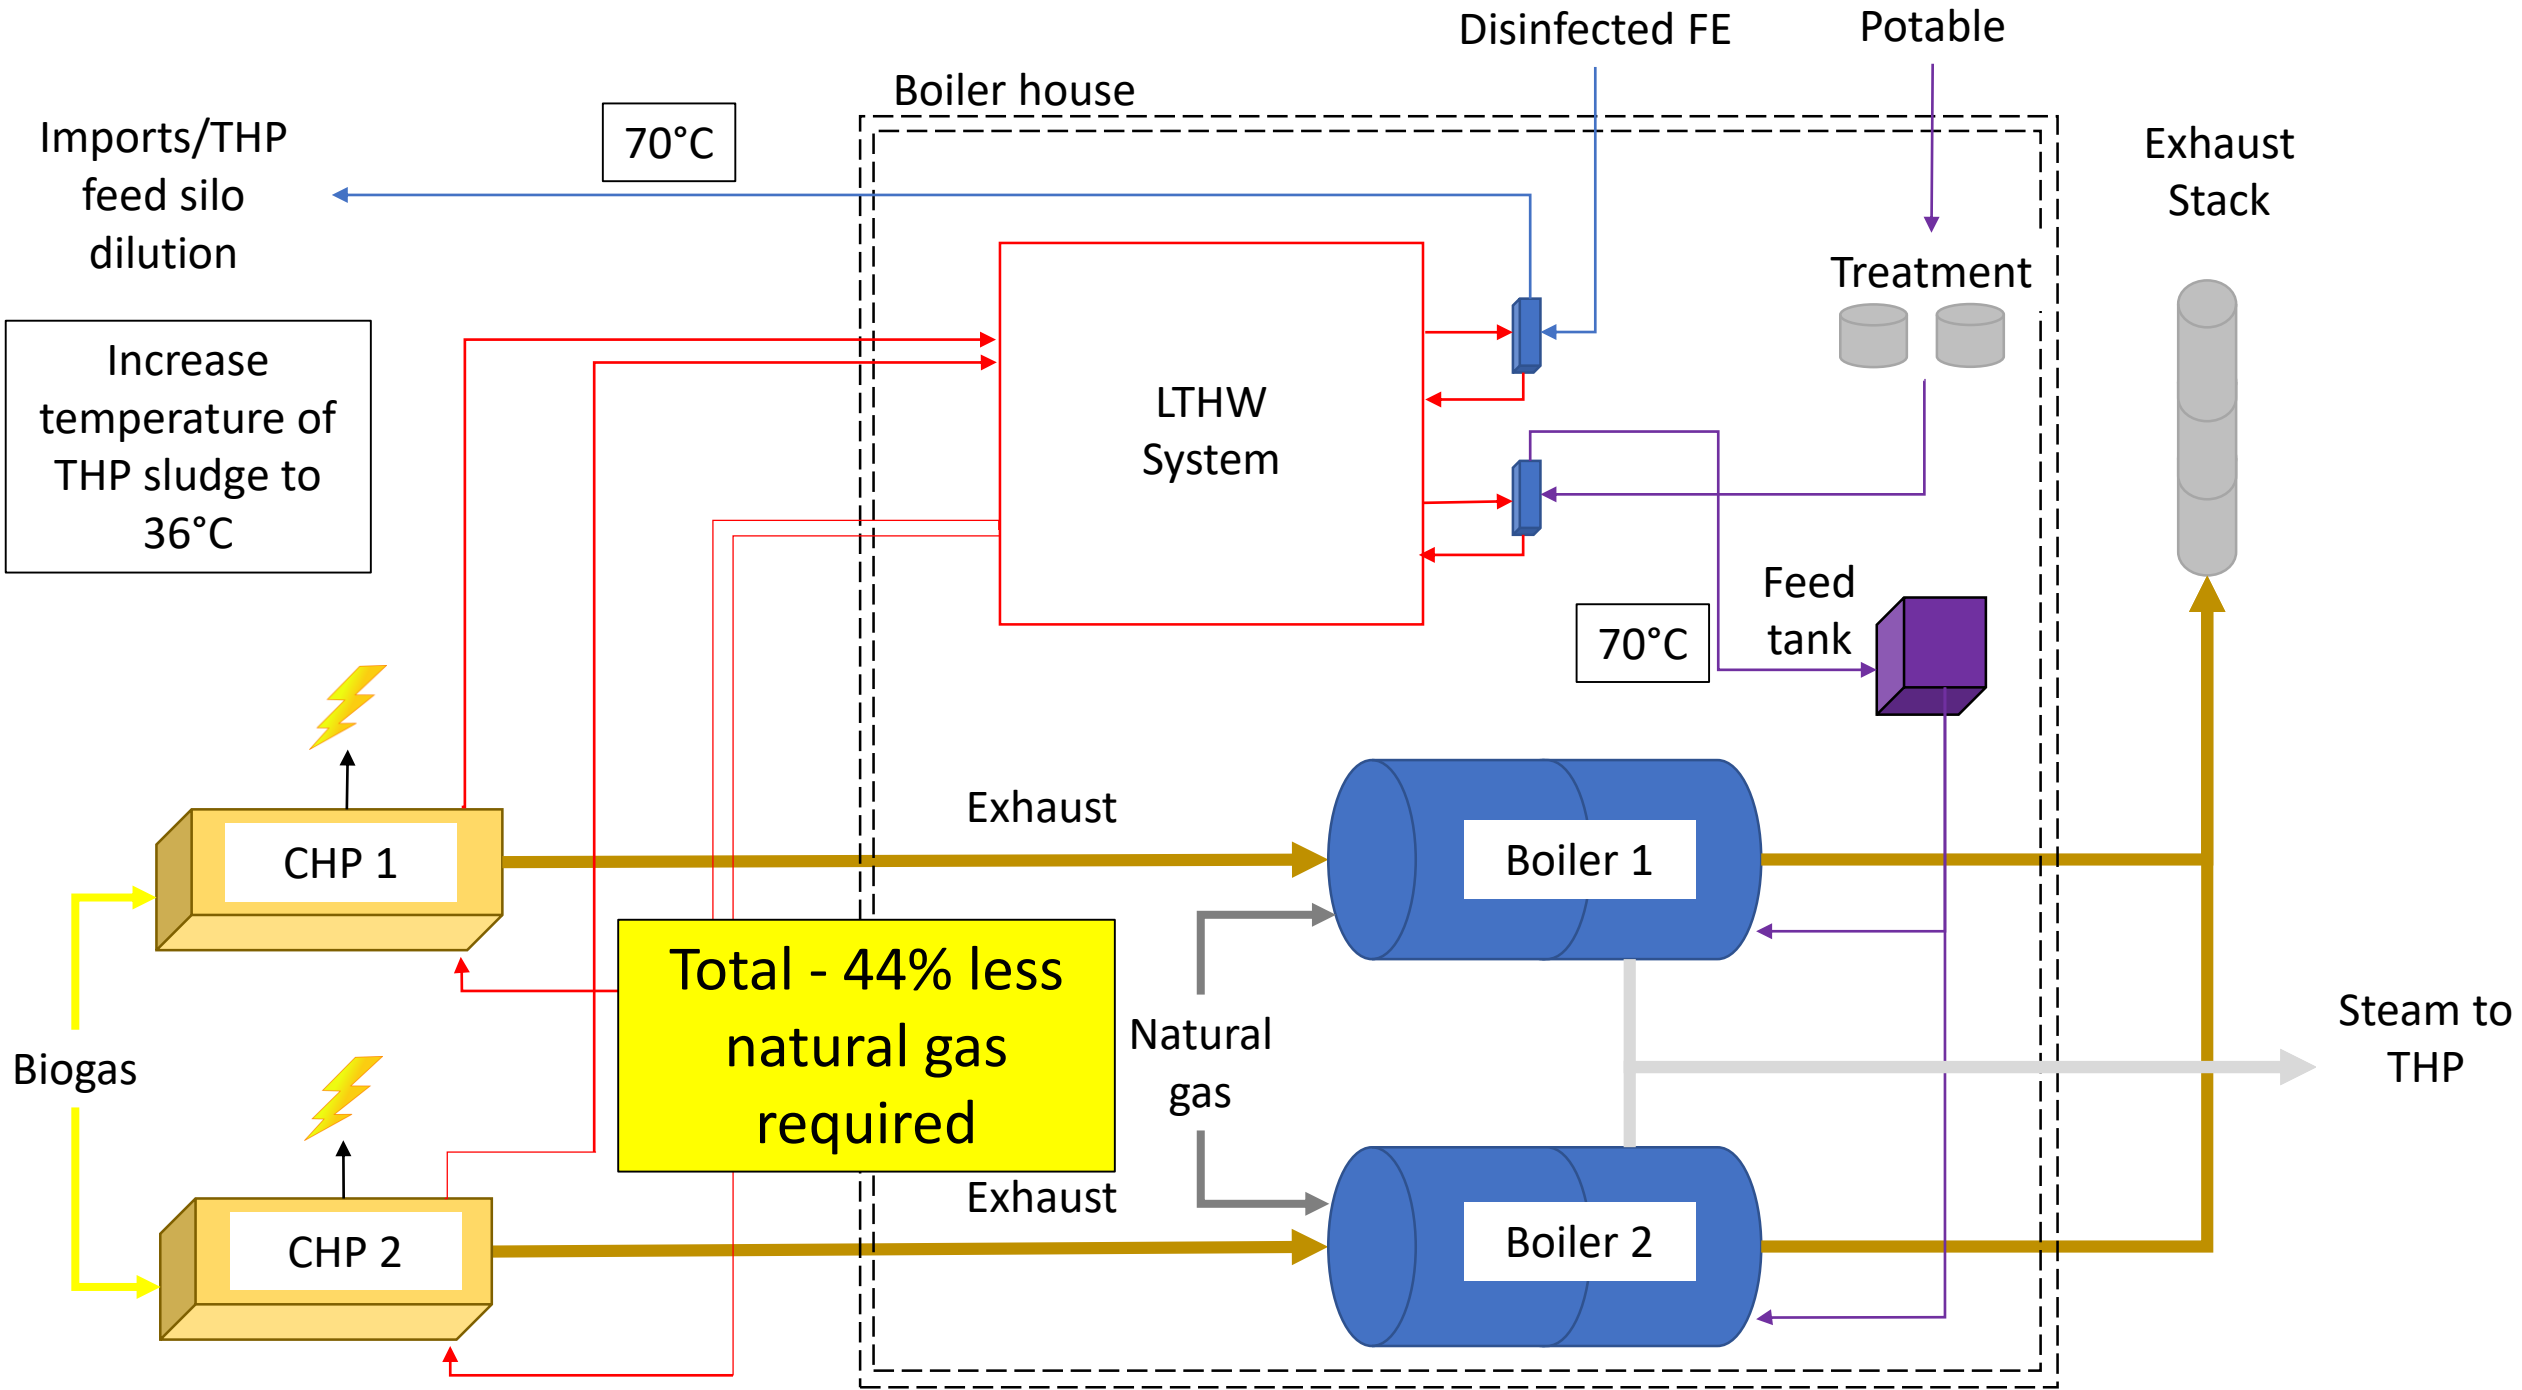 Disinfected FE
Potable
Boiler house
Imports/THP
feed silo
dilution
70°C
Exhaust
Stack
Treatment
Increase
temperature of
THP sludge to
36°C
LTHW
System
Feed
tank
70°C
Exhaust
CHP 1
Boiler 1
Total - 44% less
natural gas
required
Natural
gas
Steam to
THP
Biogas
Exhaust
CHP 2
Boiler 2